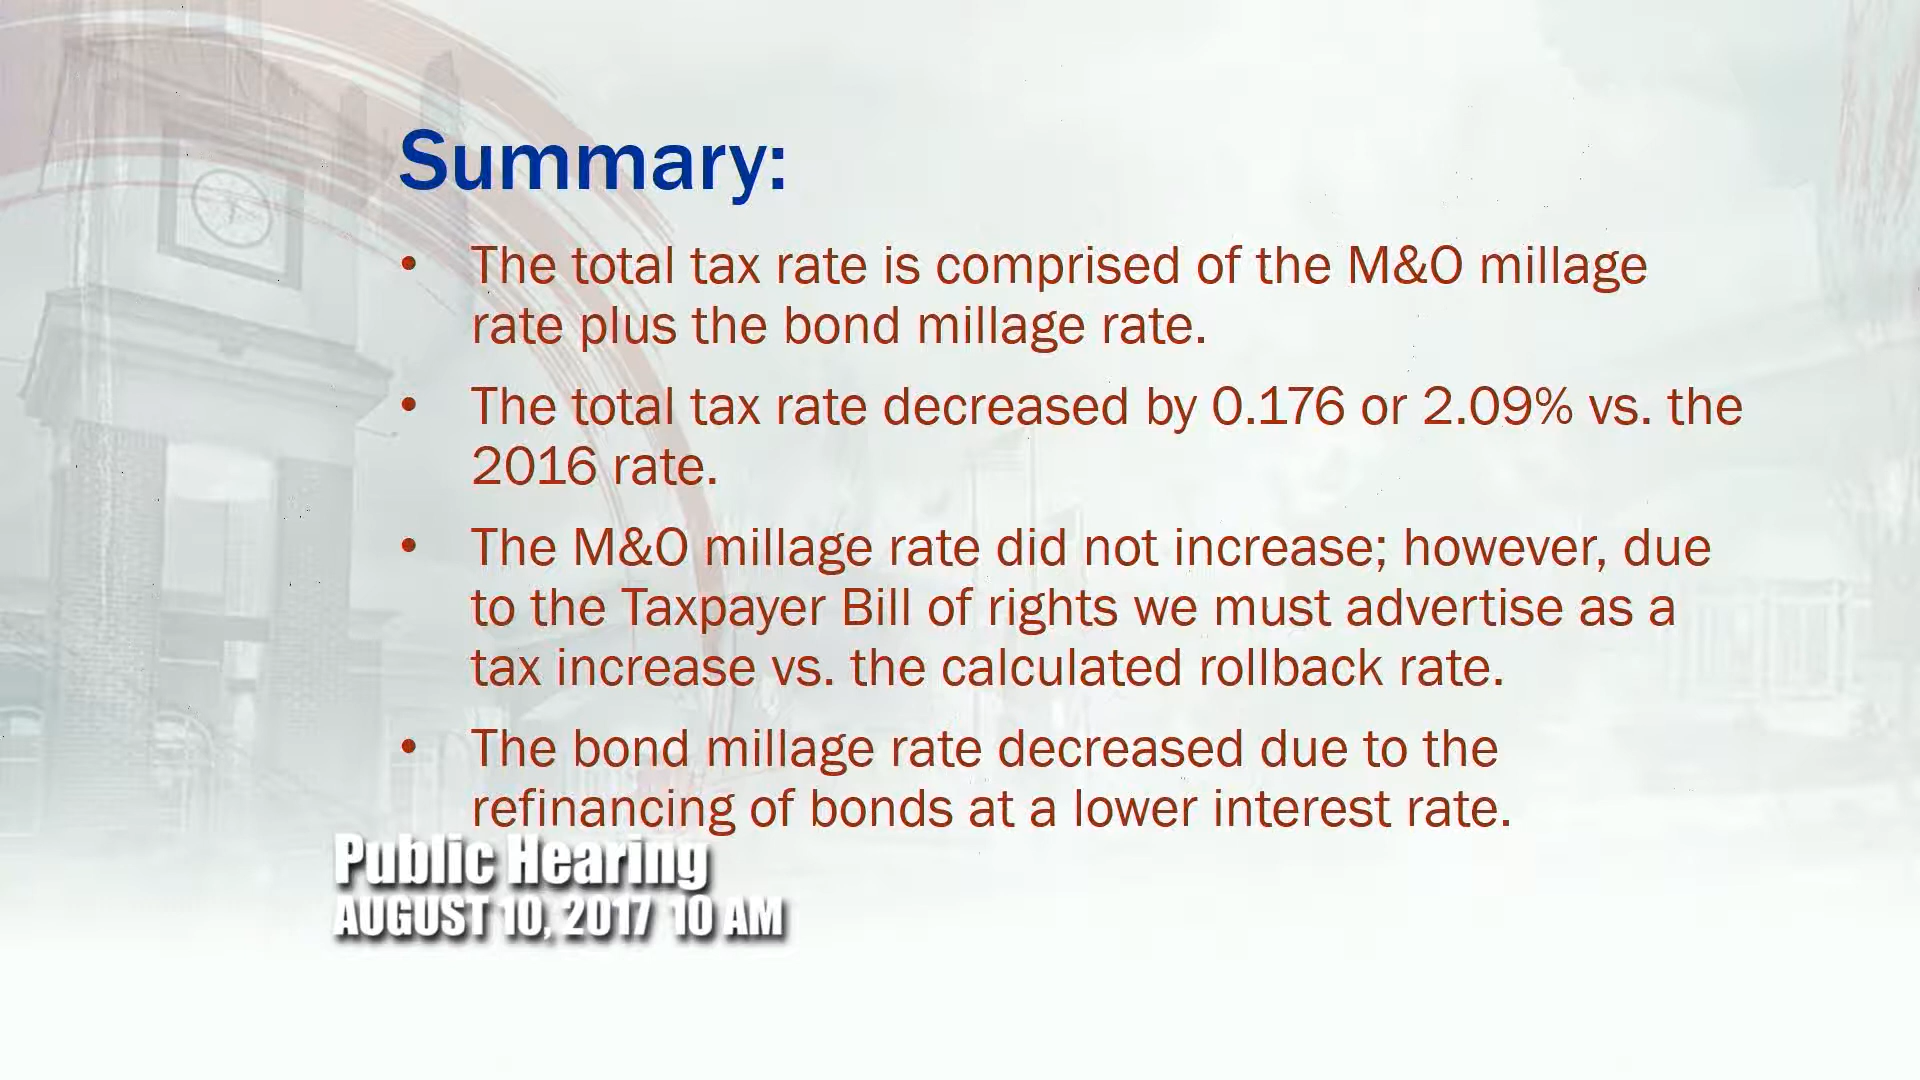 Summary:
• The total tax rate is comprised of the M&O millage
rate plus the bond millage rate.
• The total tax rate decreased by 0.176 or 2.09% vs. the
2016 rate.
• The M&O millage rate did not increase; however, due
to the Taxpayer Bill of rights we must advertise as a
tax increase vs. the calculated rollback rate.
• The bond millage rate decreased due to the
refinancing of bonds at a lower interest rate.
Public Hearing
AUGUST 10, 2017 10 AM